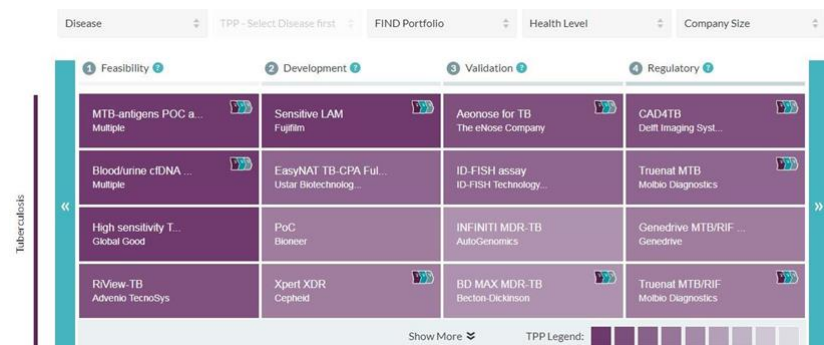 Disease
TPP - Select Disease first
FIND Portfolio
Health Level
Company Size
1 Feasibility ?
2 Development ?
3 Validation ?
4 Regulatory ?
Tuberculosis
«
MTB-antigens POC a...
Multiple
Sensitive LAM
Fujifilm
Aeonose for TB
The eNose Company
CAD4TB
Delft Imaging Syst...
Blood/urine cfDNA ...
Multiple
EasyNAT TB-CPA Ful...
Ustar Biotechnolog...
ID-FISH assay
ID-FISH Technology...
Truenat MTB
Molbio Diagnostics
High sensitivity T...
Global Good
PoC
Bioneer
INFINITI MDR-TB
AutoGenomics
Genedrive MTB/RIF ...
Genedrive
RiView-TB
Advenio TecnoSys
Xpert XDR
Cepheid
BD MAX MDR-TB
Becton-Dickinson
Truenat MTB/RIF
Molbio Diagnostics
»
Show More
TPP Legend: